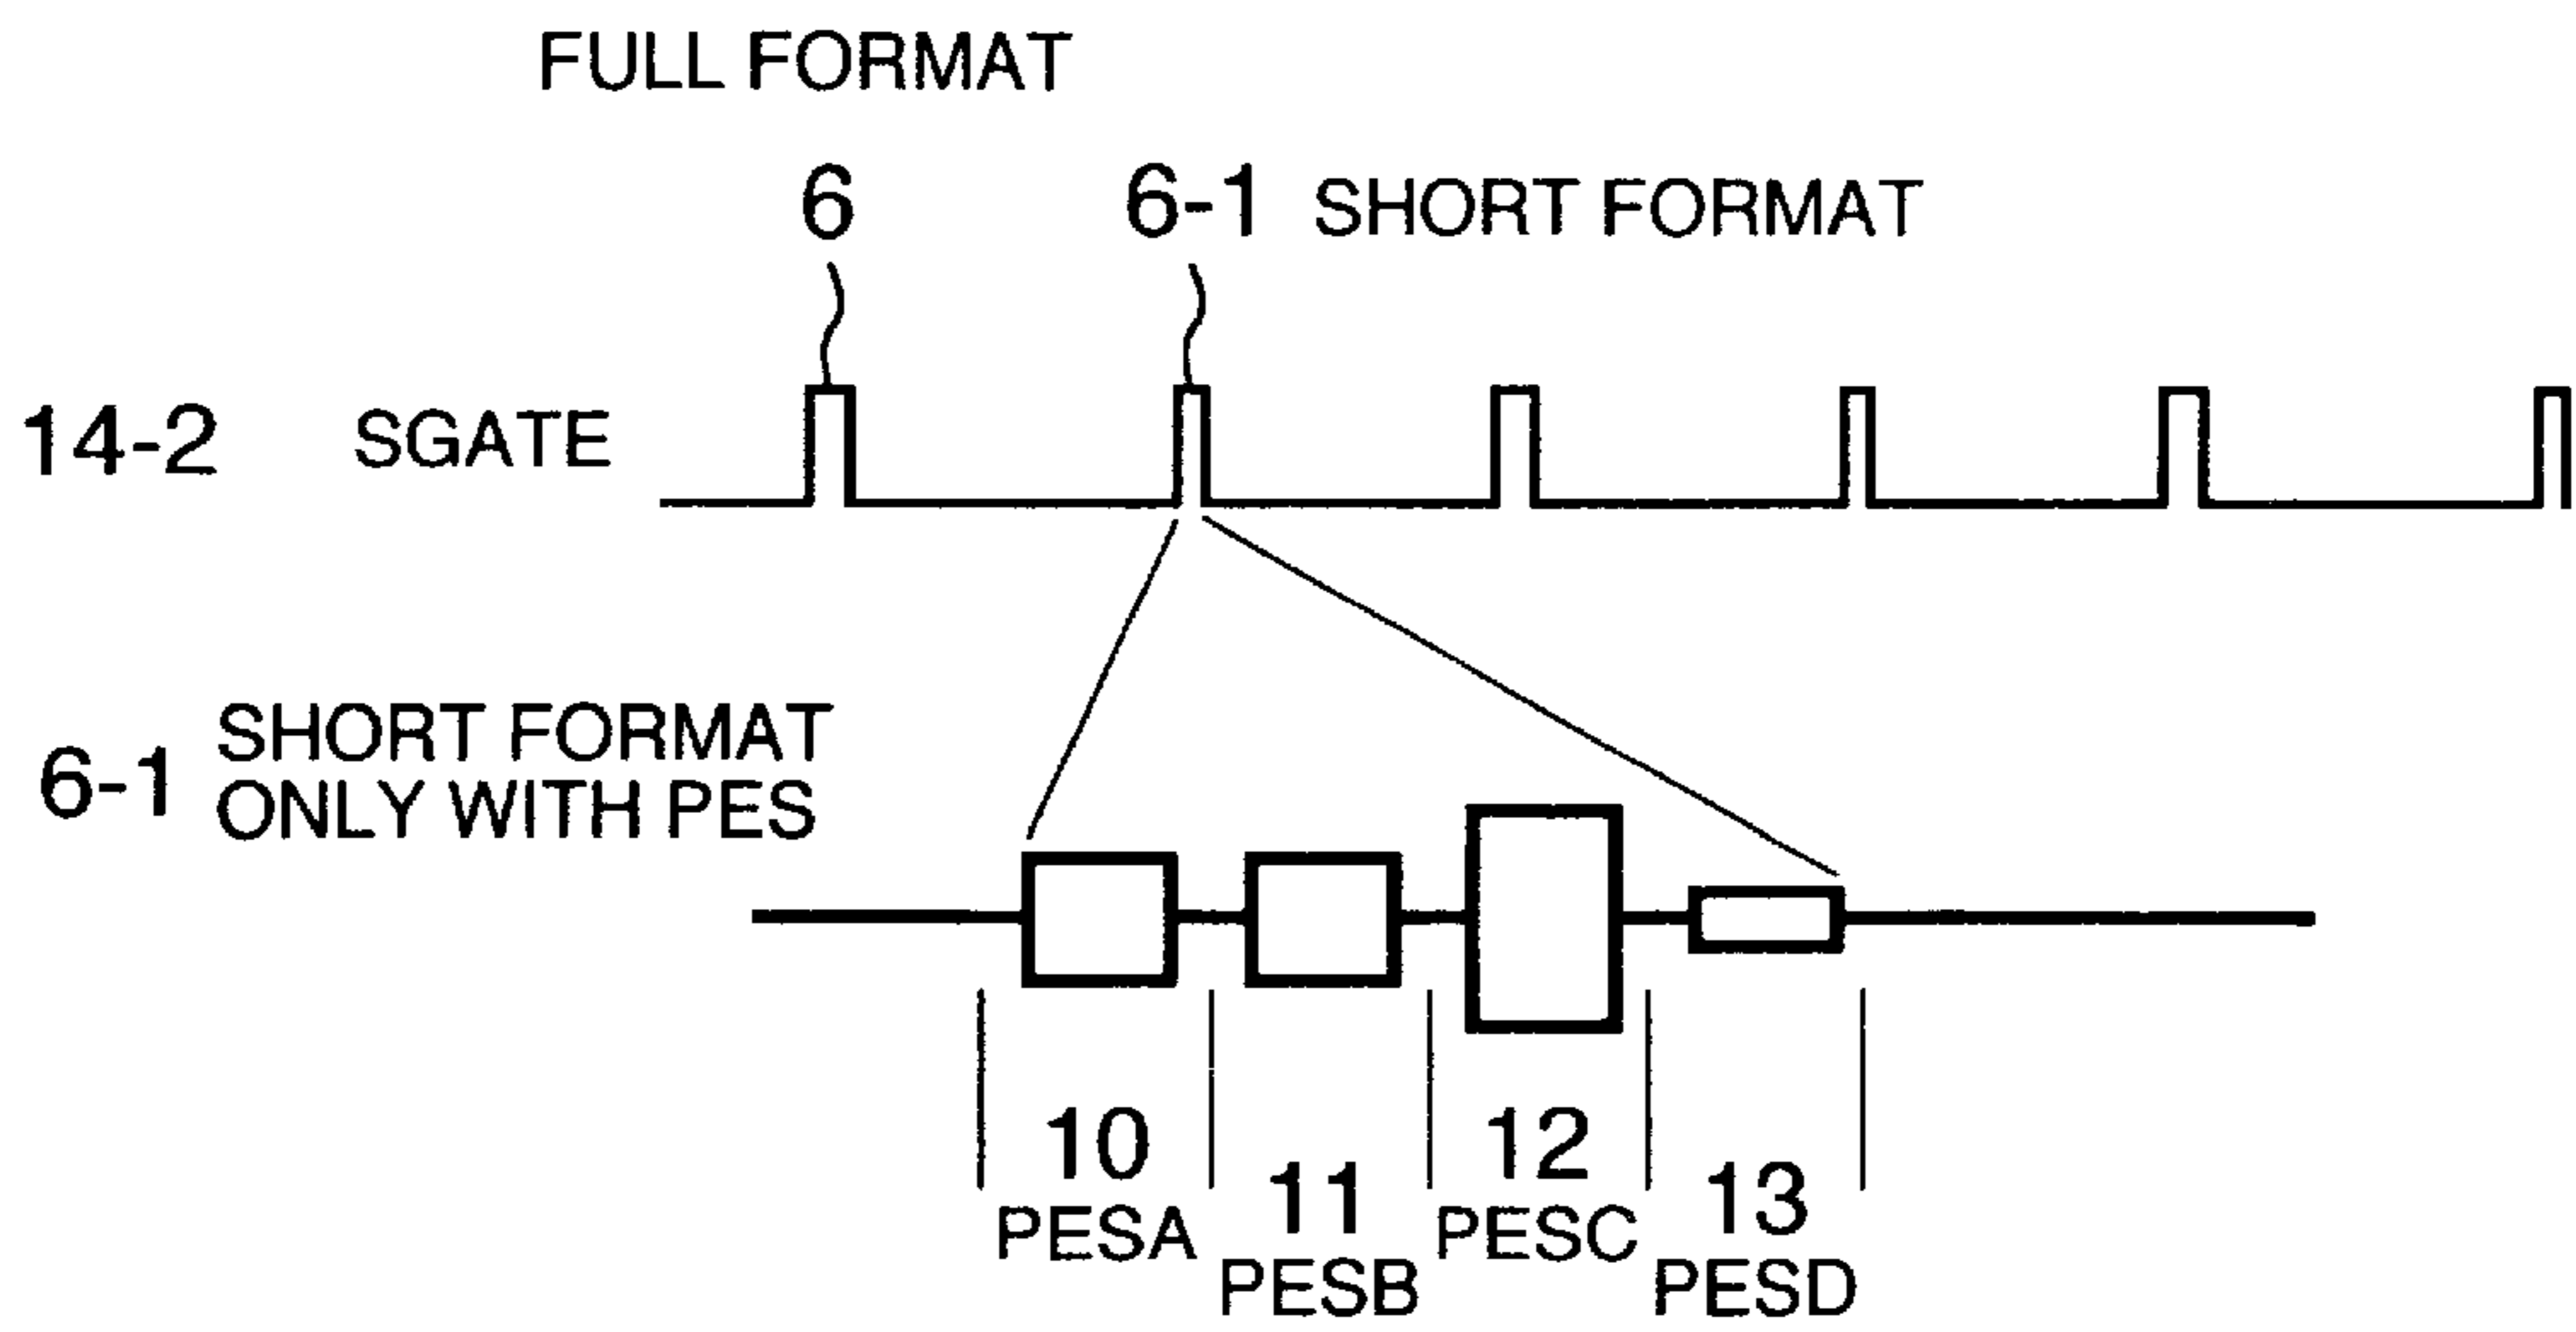 FULL FORMAT
6
6-1 SHORT FORMAT
14-2 SGATE
6-1 SHORT FORMAT
ONLY WITH PES
10
PESA
11
PESB
12
PESC
13
PESD